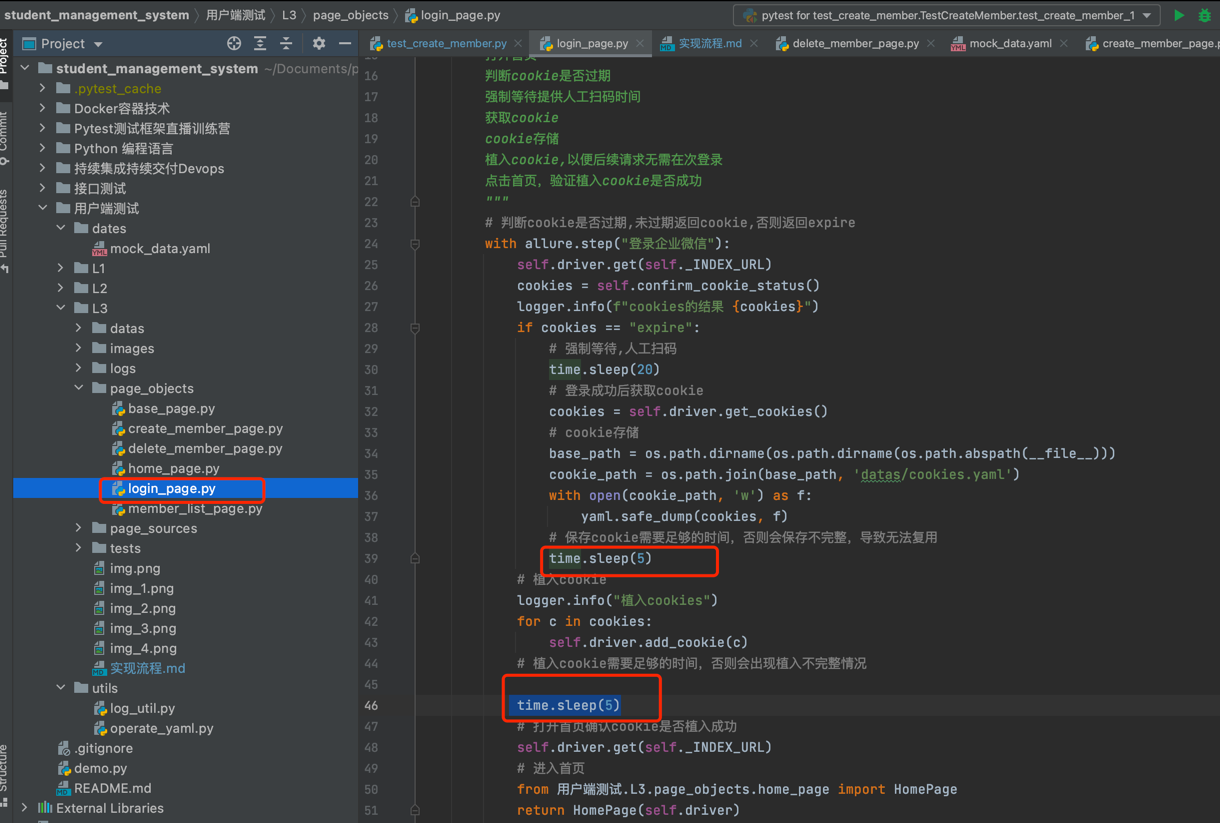 student_management_system 〉 用户端测试 〉 L3 〉 page_objects 〉 login_page.py
pytest for test_create_member.TestCreateMember.test_create_member_1
Project
Project
test_create_member.py
login_page.py
实现流程.md
delete_member_page.py
mock_data.yaml
create_member_page.p
student_management_system ~/Documents/p
.pytest_cache
Docker容器技术
Pytest测试框架直播训练营
Python 编程语言
持续集成持续交付Devops
接口测试
用户端测试
dates
mock_data.yaml
L1
L2
L3
datas
images
logs
page_objects
base_page.py
create_member_page.py
delete_member_page.py
home_page.py
login_page.py
member_list_page.py
page_sources
tests
img.png
img_1.png
img_2.png
img_3.png
img_4.png
实现流程.md
utils
log_util.py
operate_yaml.py
.gitignore
demo.py
README.md
External Libraries
Commit
Pull Requests
Structure
打开首页
16 判断cookie是否过期
17 强制等待提供人工扫码时间
18 获取cookie
19 cookie存储
20 植入cookie,以便后续请求无需在次登录
21 点击首页，验证植入cookie是否成功
22 """
23 # 判断cookie是否过期,未过期返回cookie,否则返回expire
24 with allure.step("登录企业微信"):
25 self.driver.get(self._INDEX_URL)
26 cookies = self.confirm_cookie_status()
27 logger.info(f"cookies的结果 {cookies}")
28 if cookies == "expire":
29 # 强制等待,人工扫码
30 time.sleep(20)
31 # 登录成功后获取cookie
32 cookies = self.driver.get_cookies()
33 # cookie存储
34 base_path = os.path.dirname(os.path.dirname(os.path.abspath(__file__)))
35 cookie_path = os.path.join(base_path, 'datas/cookies.yaml')
36 with open(cookie_path, 'w') as f:
37 yaml.safe_dump(cookies, f)
38 # 保存cookie需要足够的时间，否则会保存不完整，导致无法复用
39 time.sleep(5)
40 # 植入cookie
41 logger.info("植入cookies")
42 for c in cookies:
43 self.driver.add_cookie(c)
44 # 植入cookie需要足够的时间，否则会出现植入不完整情况
45
46 time.sleep(5)
47 # 打开首页确认cookie是否植入成功
48 self.driver.get(self._INDEX_URL)
49 # 进入首页
50 from 用户端测试.L3.page_objects.home_page import HomePage
51 return HomePage(self.driver)